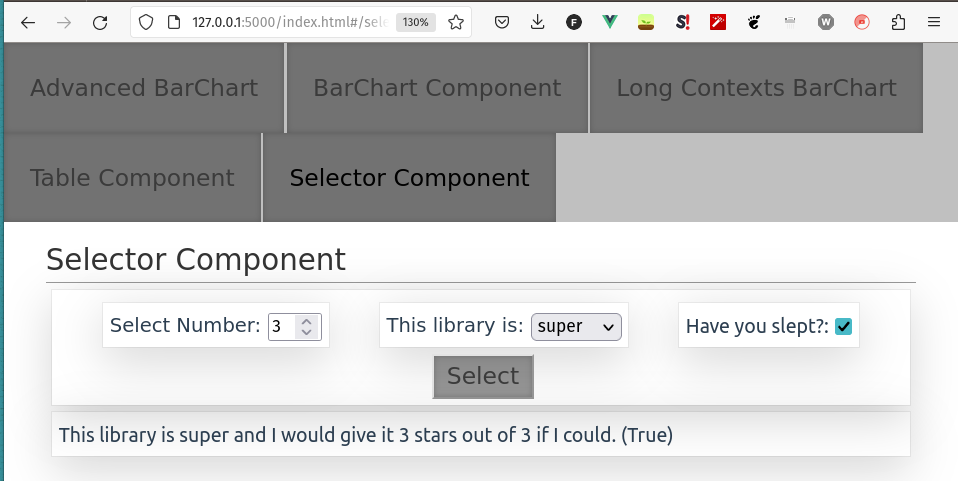 127.0.0.1:5000/index.html#/sele 130%
Advanced BarChart BarChart Component Long Contexts BarChart
Table Component Selector Component
Selector Component
Select Number: 3 This library is: super Have you slept?:
Select
This library is super and I would give it 3 stars out of 3 if I could. (True)